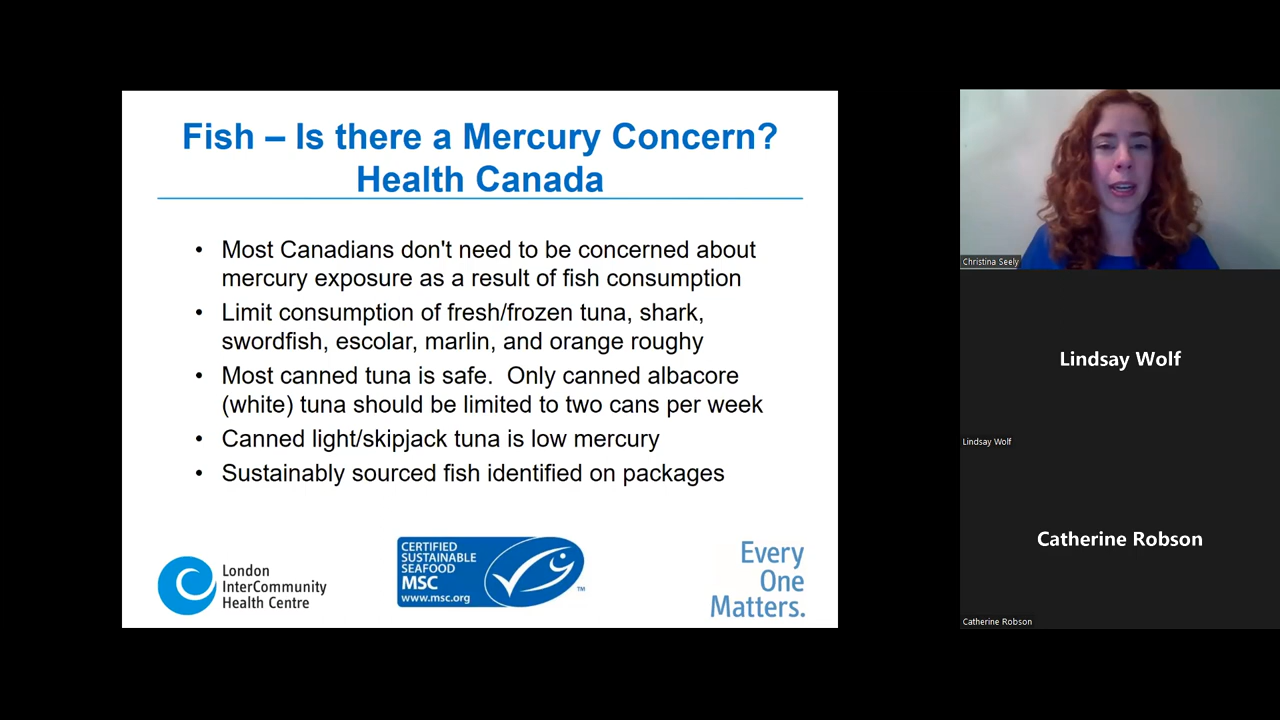 Fish – Is there a Mercury Concern?
Health Canada
• Most Canadians don't need to be concerned about
mercury exposure as a result of fish consumption
• Limit consumption of fresh/frozen tuna, shark,
swordfish, escolar, marlin, and orange roughy
• Most canned tuna is safe.  Only canned albacore
(white) tuna should be limited to two cans per week
• Canned light/skipjack tuna is low mercury
• Sustainably sourced fish identified on packages
London
InterCommunity
Health Centre
CERTIFIED
SUSTAINABLE
SEAFOOD
MSC
www.msc.org
TM
Every
One
Matters.
Christina Seely
Lindsay Wolf
Lindsay Wolf
Catherine Robson
Catherine Robson